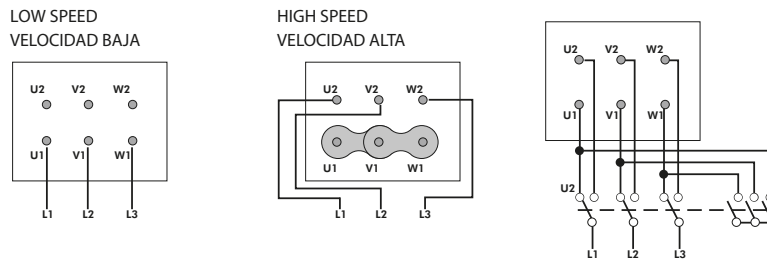 LOW SPEED
VELOCIDAD BAJA
U2 V2 W2
U1 V1 W1
L1 L2 L3
HIGH SPEED
VELOCIDAD ALTA
U2 V2 W2
U1 V1 W1
L1 L2 L3
U2 V2 W2
U1 V1 W1
U2
L1 L2 L3